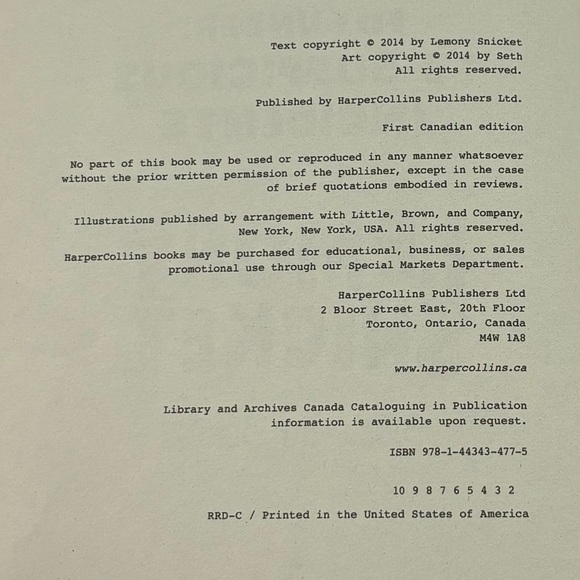 Text copyright © 2014 by Lemony Snicket
Art copyright © 2014 by Seth
All rights reserved.
Published by HarperCollins Publishers Ltd.
First Canadian edition
No part of this book may be used or reproduced in any manner whatsoever
without the prior written permission of the publisher, except in the case
of brief quotations embodied in reviews.
Illustrations published by arrangement with Little, Brown, and Company,
New York, New York, USA. All rights reserved.
HarperCollins books may be purchased for educational, business, or sales
promotional use through our Special Markets Department.
HarperCollins Publishers Ltd
2 Bloor Street East, 20th Floor
Toronto, Ontario, Canada
M4W 1A8
www.harpercollins.ca
Library and Archives Canada Cataloguing in Publication
information is available upon request.
ISBN 978-1-44343-477-5
10 9 8 7 6 5 4 3 2
RRD-C / Printed in the United States of America